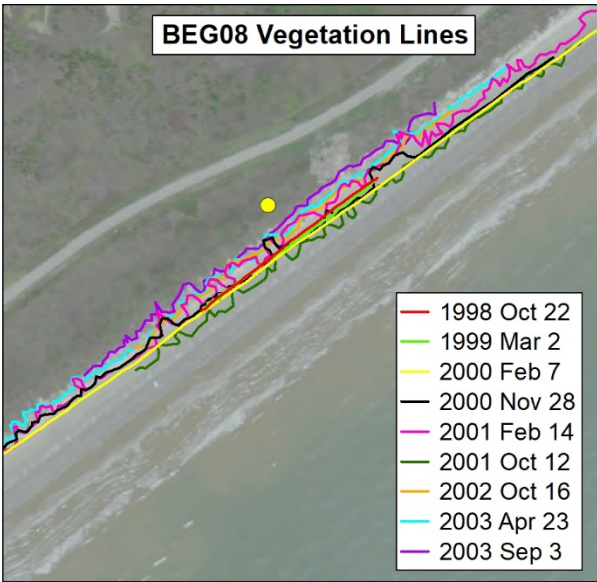 BEG08 Vegetation Lines
1998 Oct 22
1999 Mar 2
2000 Feb 7
2000 Nov 28
2001 Feb 14
2001 Oct 12
2002 Oct 16
2003 Apr 23
2003 Sep 3